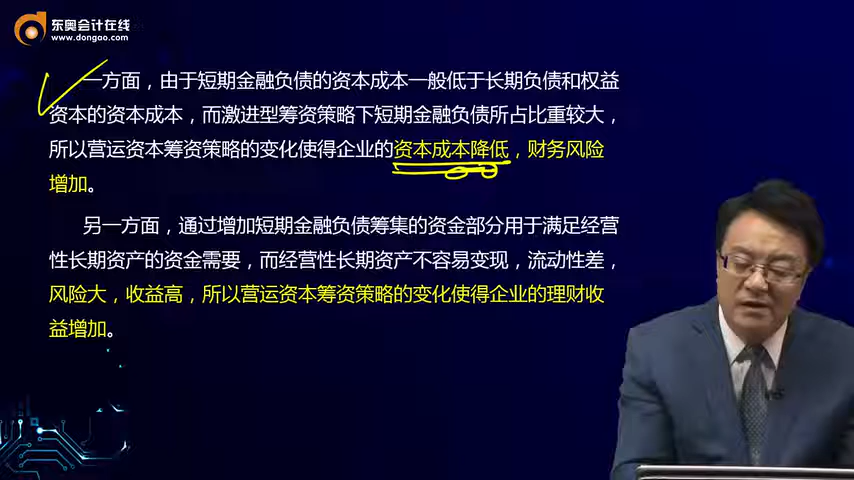 东奥会计在线
www.dongao.com
一方面，由于短期金融负债的资本成本一般低于长期负债和权益
资本的资本成本，而激进型筹资策略下短期金融负债所占比重较大，
所以营运资本筹资策略的变化使得企业的资本成本降低，财务风险
增加。
另一方面，通过增加短期金融负债筹集的资金部分用于满足经营
性长期资产的资金需要，而经营性长期资产不容易变现，流动性差，
风险大，收益高，所以营运资本筹资策略的变化使得企业的理财收
益增加。